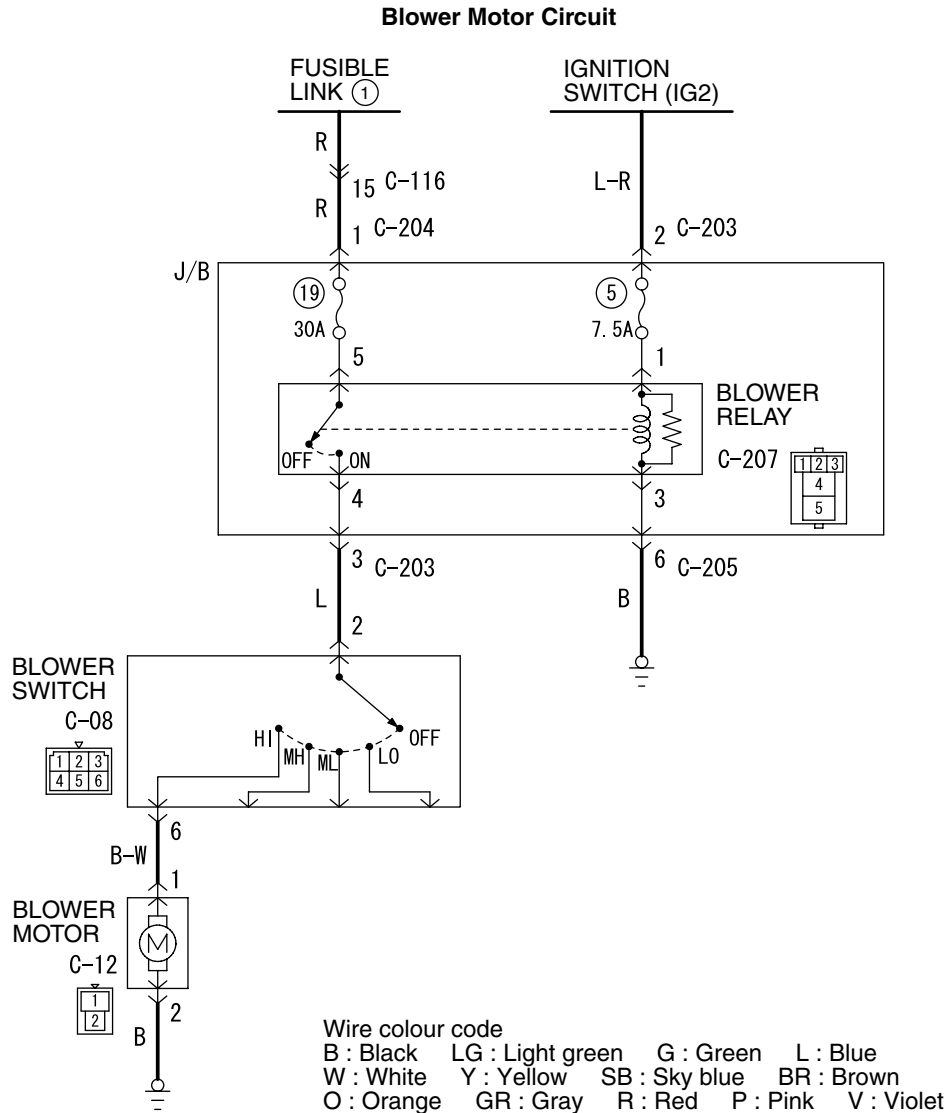 Blower Motor Circuit
FUSIBLE
LINK ①
IGNITION
SWITCH (IG2)
R
15 C-116
L-R
R
1 C-204
2 C-203
J/B
⑲
⑤
30A
7.5A
5
1
BLOWER
RELAY
OFF
ON
C-207
1 2 3
4
5
4
3
3 C-203
6 C-205
L
B
2
BLOWER
SWITCH
C-08
1 2 3
4 5 6
HI
MH
ML
LO
OFF
6
B-W
1
BLOWER
MOTOR
M
C-12
1
2
2
B
Wire colour code
B : Black LG : Light green G : Green L : Blue
W : White Y : Yellow SB : Sky blue BR : Brown
O : Orange GR : Gray R : Red P : Pink V : Violet